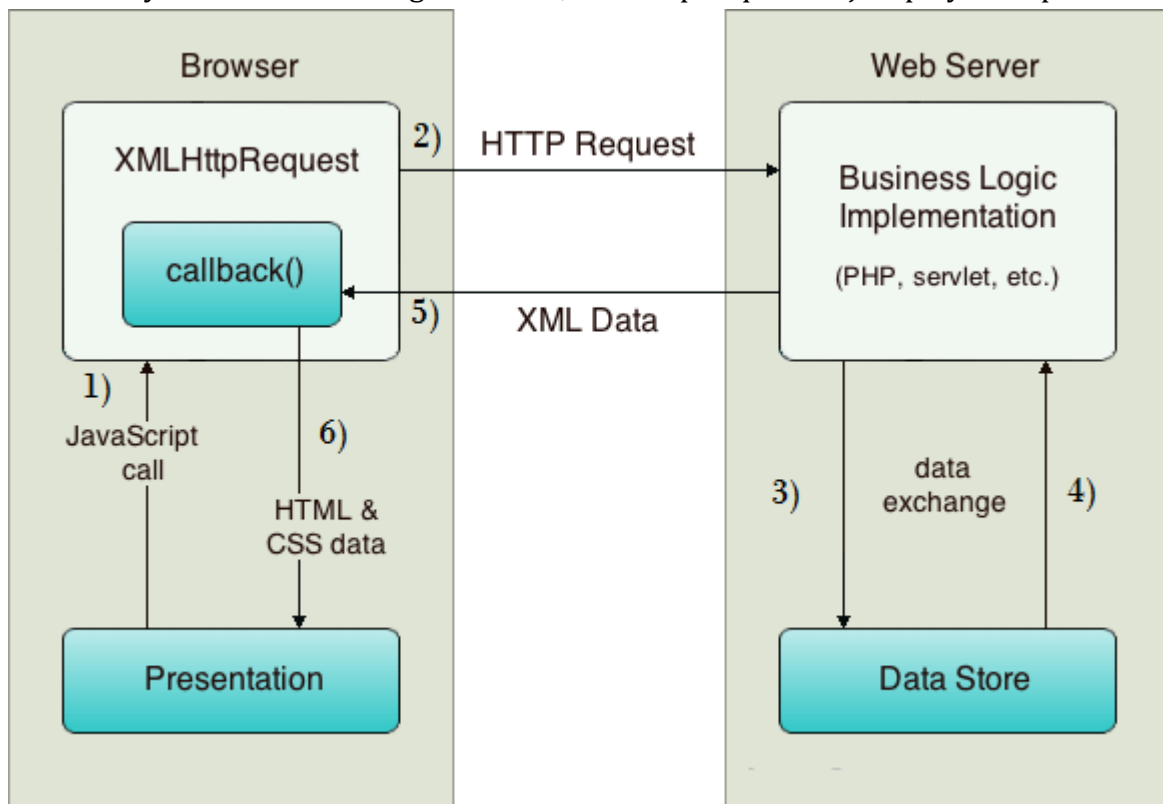 Browser
Web Server
XMLHttpRequest
callback()
2)
HTTP Request
Business Logic
Implementation
(PHP, servlet, etc.)
5)
XML Data
1)
JavaScript
call
6)
HTML &
CSS data
3)
data
exchange
4)
Presentation
Data Store